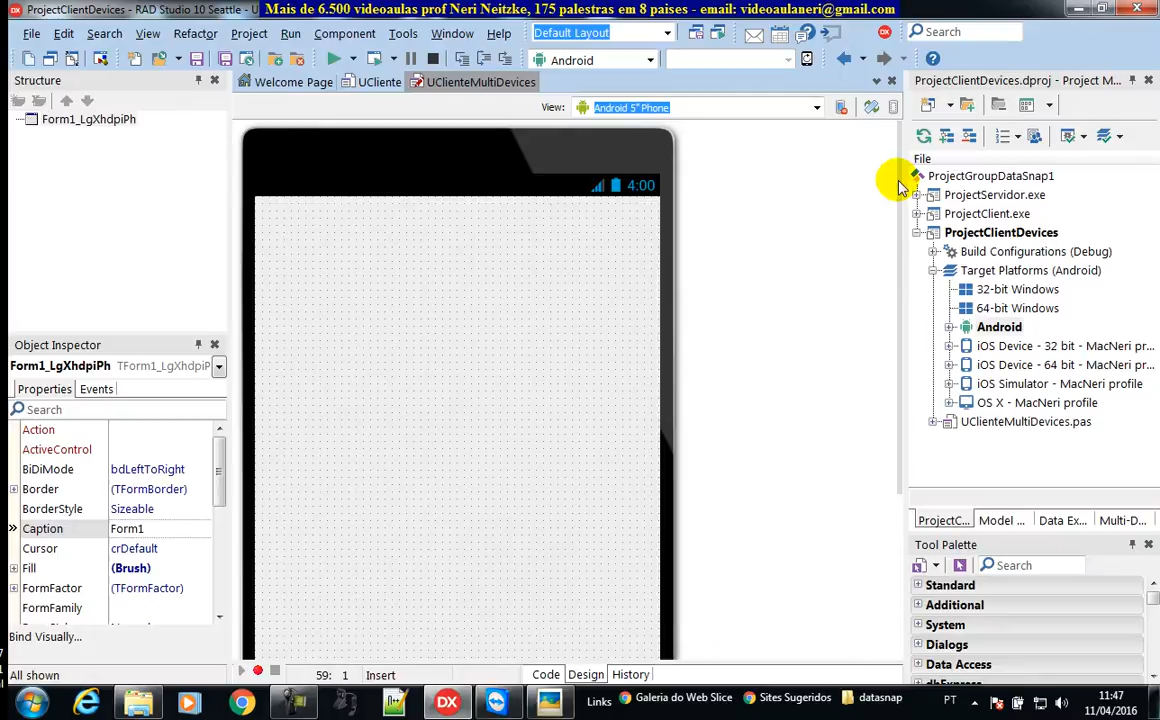 ProjectClientDevices - RAD Studio 10 Seattle - U
Mais de 6.500 videoaulas prof Neri Neitzke, 175 palestras em 8 paises - email: videoaulaneri@gmail.com
File Edit Search View Refactor Project Run Component Tools Window Help
Default Layout
Search
Android
Structure
Welcome Page UCliente UClienteMultiDevices
ProjectClientDevices.dproj - Project M...
View: Android 5" Phone
Form1_LgXhdpiPh
4:00
File
ProjectGroupDataSnap1
ProjectServidor.exe
ProjectClient.exe
ProjectClientDevices
Build Configurations (Debug)
Target Platforms (Android)
32-bit Windows
64-bit Windows
Android
iOS Device - 32 bit - MacNeri pr...
iOS Device - 64 bit - MacNeri pr...
iOS Simulator - MacNeri profile
OS X - MacNeri profile
UClienteMultiDevices.pas
Object Inspector
Form1_LgXhdpiPh TForm1_LgXhdpiP
Properties Events
Search
Action
ActiveControl
BiDiMode bdLeftToRight
Border (TFormBorder)
BorderStyle Sizeable
Caption Form1
Cursor crDefault
Fill (Brush)
FormFactor (TFormFactor)
FormFamily
Bind Visually...
All shown
59: 1 Insert Code Design History
ProjectC... Model ... Data Ex... Multi-D...
Tool Palette
Search
Standard
Additional
System
Dialogs
Data Access
dbExpress
Links Galeria do Web Slice Sites Sugeridos datasnap
PT
11:47
11/04/2016